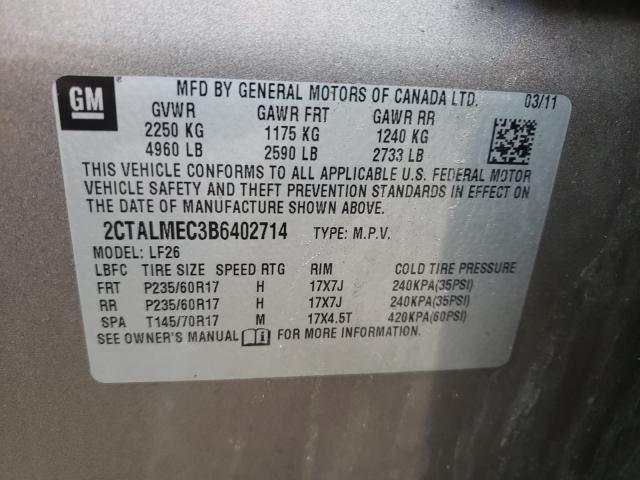 GM
MFD BY GENERAL MOTORS OF CANADA LTD. 03/11
GVWR GAWR FRT GAWR RR
2250 KG 1175 KG 1240 KG
4960 LB 2590 LB 2733 LB
THIS VEHICLE CONFORMS TO ALL APPLICABLE U.S. FEDERAL MOTOR
VEHICLE SAFETY AND THEFT PREVENTION STANDARDS IN EFFECT ON
THE DATE OF MANUFACTURE SHOWN ABOVE.
2CTALMEC3B6402714 TYPE: M.P.V.
MODEL: LF26
LBFC TIRE SIZE SPEED RTG RIM COLD TIRE PRESSURE
FRT P235/60R17 H 17X7J 240KPA(35PSI)
RR P235/60R17 H 17X7J 240KPA(35PSI)
SPA T145/70R17 M 17X4.5T 420KPA(60PSI)
SEE OWNER'S MANUAL FOR MORE INFORMATION.